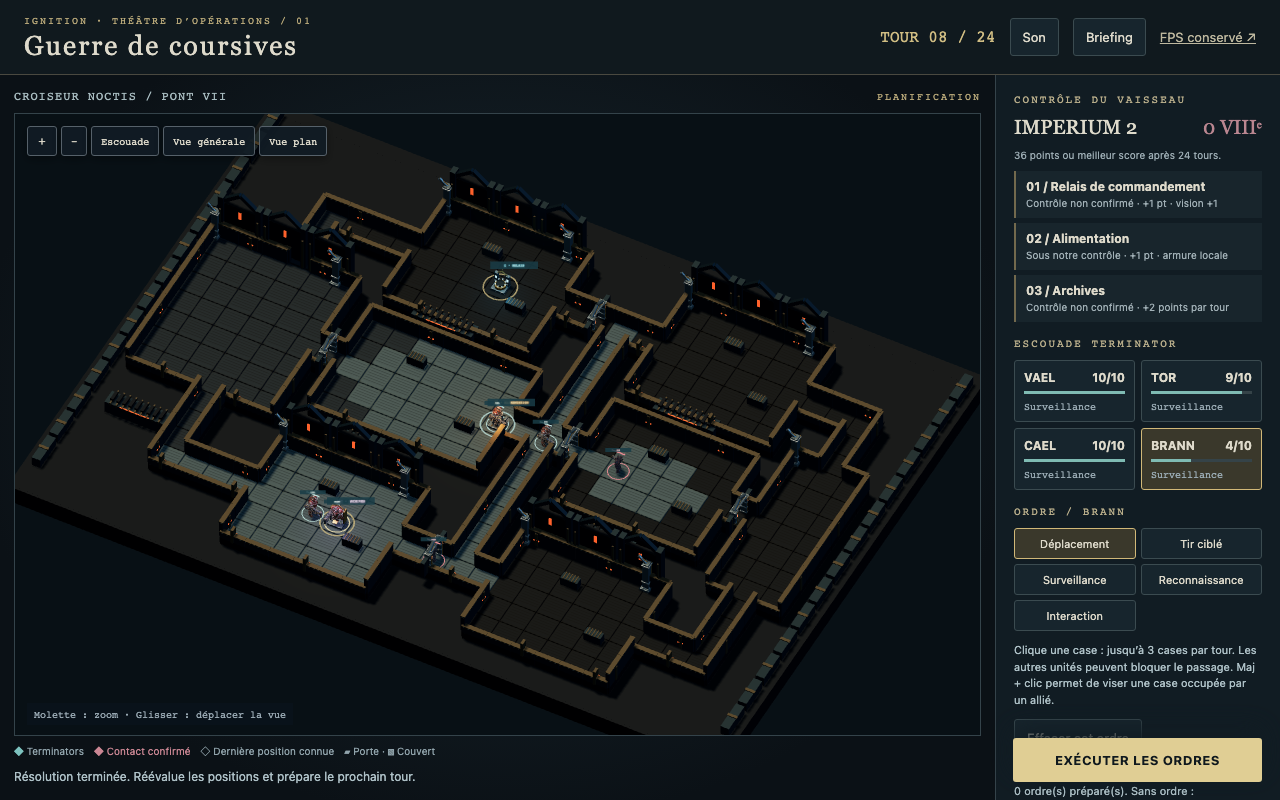 IGNITION · THÉÂTRE D’OPÉRATIONS / 01
Guerre de coursives
TOUR 08 / 24
Son
Briefing
FPS conservé ↗
CROISEUR NOCTIS / PONT VII
PLANIFICATION
+
−
Escouade
Vue générale
Vue plan
Molette : zoom · Glisser : déplacer la vue
Terminators
Contact confirmé
Dernière position connue
Porte · Couvert
Résolution terminée. Réévalue les positions et prépare le prochain tour.
CONTRÔLE DU VAISSEAU
IMPERIUM 2
0 VIIIᵉ
36 points ou meilleur score après 24 tours.
01 / Relais de commandement
Contrôle non confirmé · +1 pt · vision +1
02 / Alimentation
Sous notre contrôle · +1 pt · armure locale
03 / Archives
Contrôle non confirmé · +2 points par tour
ESCOUADE TERMINATOR
VAEL 10/10
Surveillance
TOR 9/10
Surveillance
CAEL 10/10
Surveillance
BRANN 4/10
Surveillance
ORDRE / BRANN
Déplacement
Tir ciblé
Surveillance
Reconnaissance
Interaction
Clique une case : jusqu’à 3 cases par tour. Les
autres unités peuvent bloquer le passage. Maj
+ clic permet de viser une case occupée par
un allié.
Effacer cet ordre
EXÉCUTER LES ORDRES
0 ordre(s) préparé(s). Sans ordre :